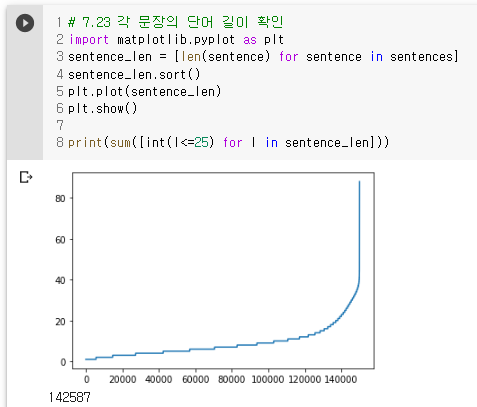 1 # 7.23 각 문장의 단어 길이 확인
2 import matplotlib.pyplot as plt
3 sentence_len = [len(sentence) for sentence in sentences]
4 sentence_len.sort()
5 plt.plot(sentence_len)
6 plt.show()
7
8 print(sum([int(l<=25) for l in sentence_len]))
80
60
40
20
0
0 20000 40000 60000 80000 100000 120000 140000
142587